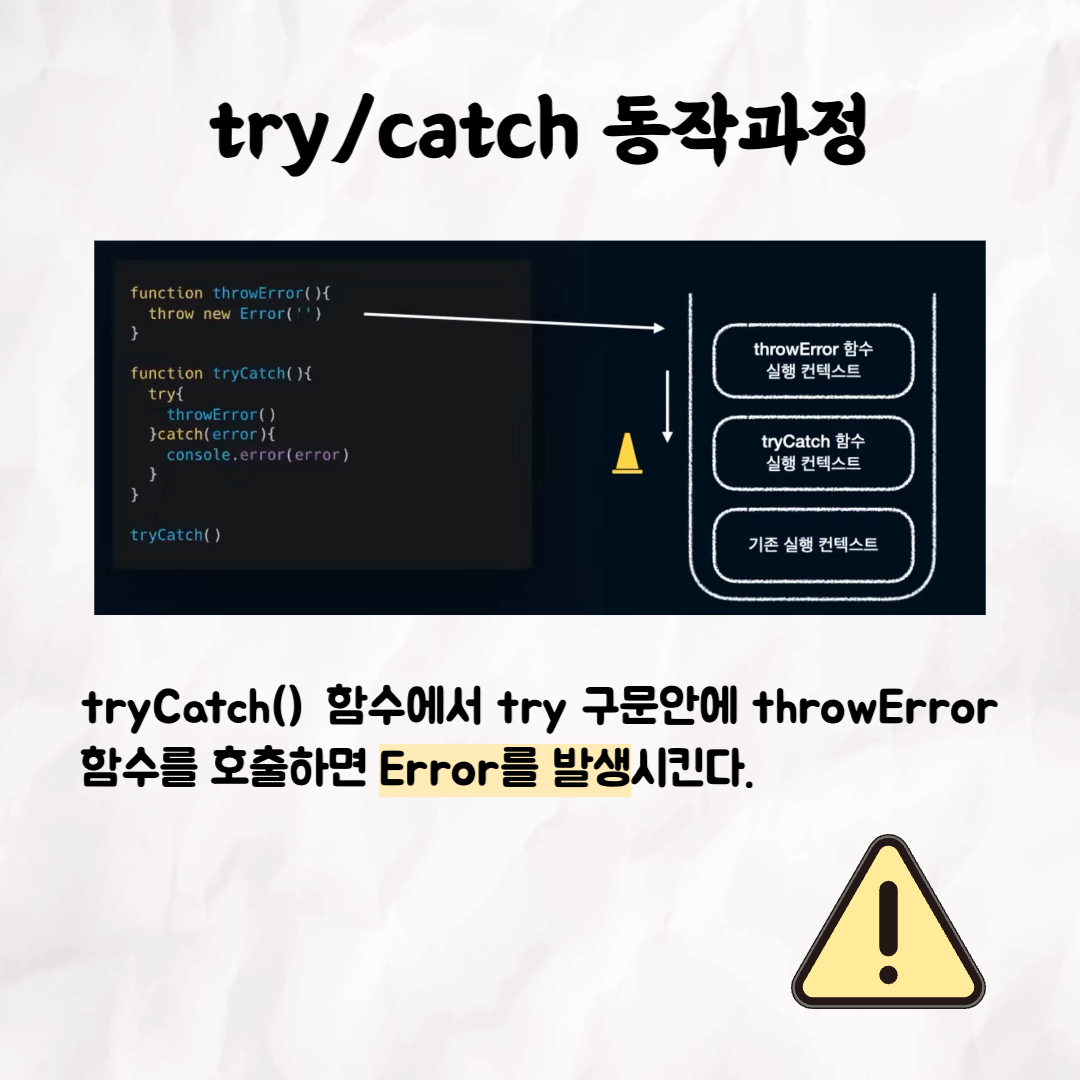 try/catch 동작과정
function throwError(){
  throw new Error('')
}
function tryCatch(){
  try{
    throwError()
  }catch(error){
    console.error(error)
  }
}
tryCatch()
throwError 함수
실행 컨텍스트
tryCatch 함수
실행 컨텍스트
기존 실행 컨텍스트
tryCatch() 함수에서 try 구문안에 throwError
함수를 호출하면 Error를 발생시킨다.